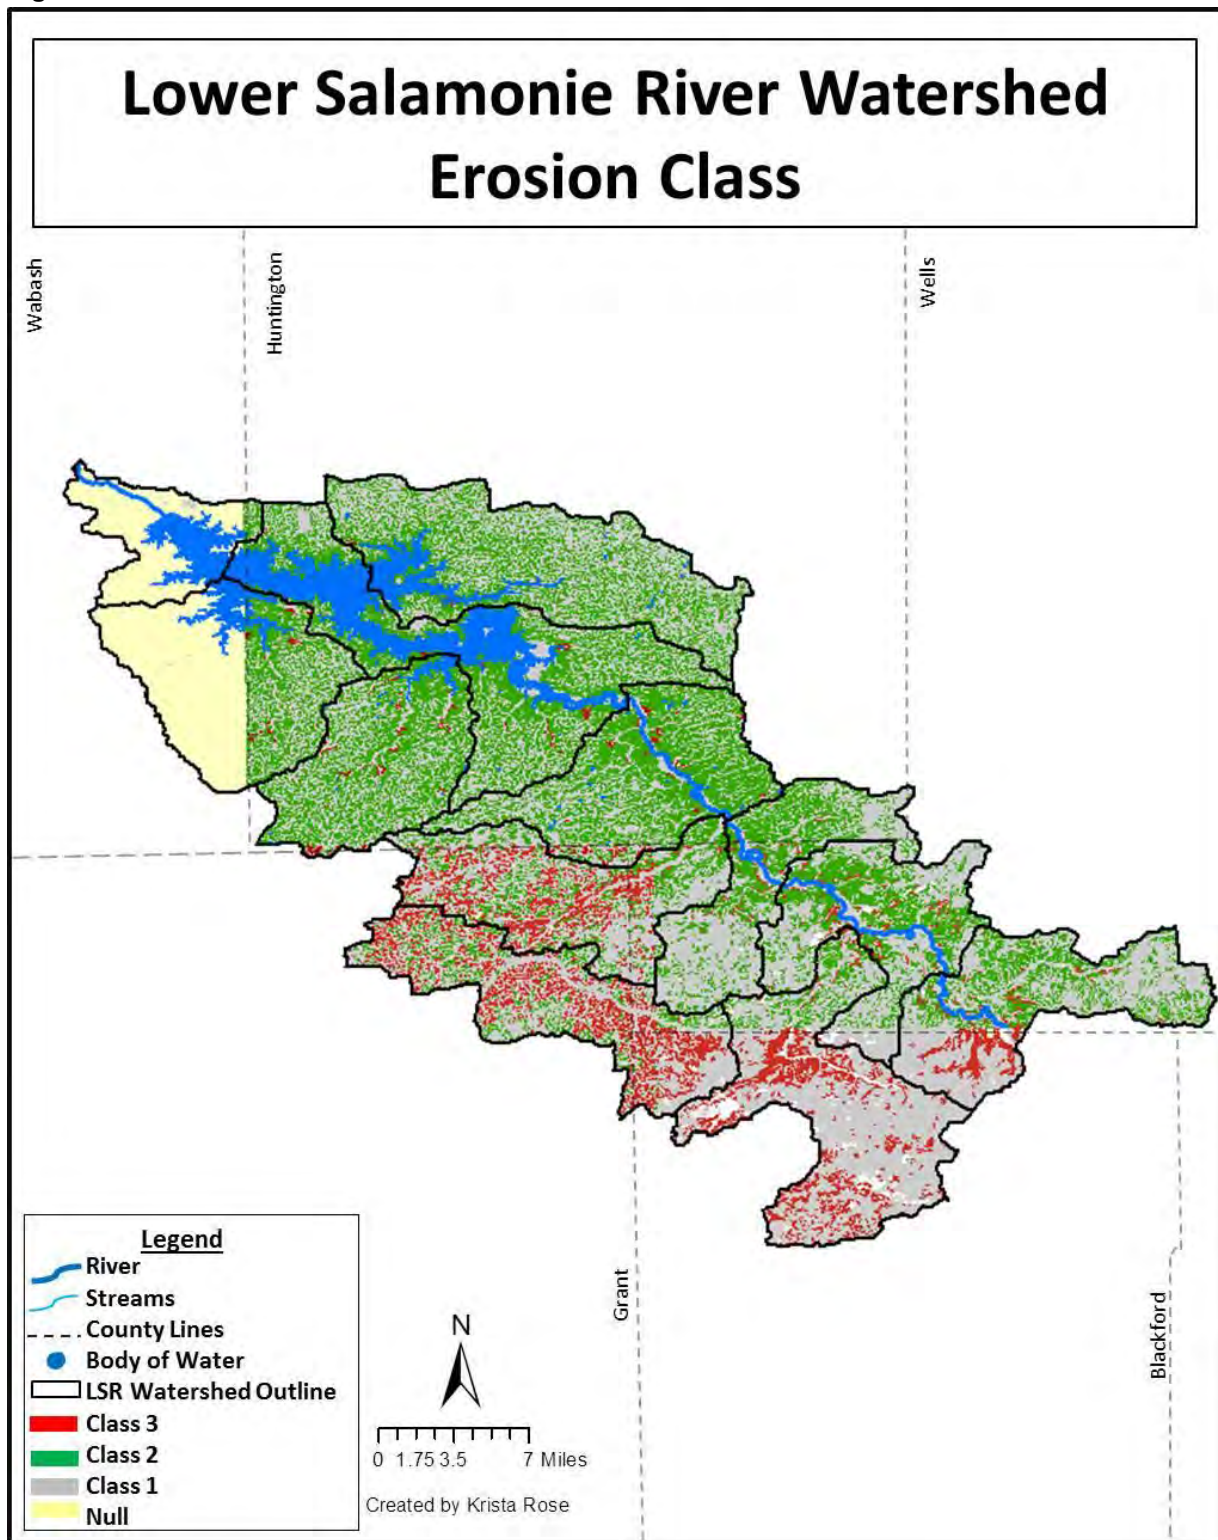 Lower Salamonie River Watershed
Erosion Class
Wabash
Huntington
Wells
Legend
River
Streams
County Lines
Body of Water
LSR Watershed Outline
Class 3
Class 2
Class 1
Null
N
0 1.75 3.5 7 Miles
Created by Krista Rose
Grant
Blackford